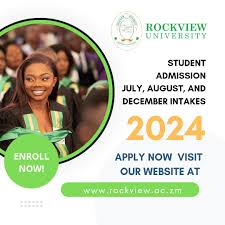 ROCKVIEW
UNIVERSITY
STUDENT
ADMISSION
JULY, AUGUST, AND
DECEMBER INTAKES
2024
ENROLL
NOW!
APPLY NOW VISIT
OUR WEBSITE AT
www.rockview.ac.zm